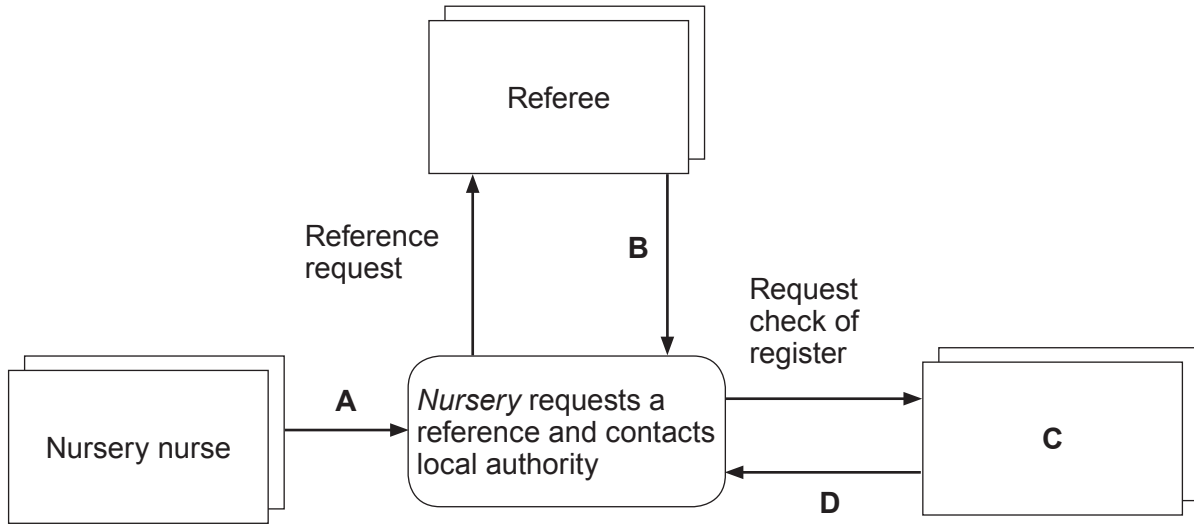 Referee
Reference
request
B
Request
check of
register
Nursery nurse
A
Nursery requests a
reference and contacts
local authority
C
D